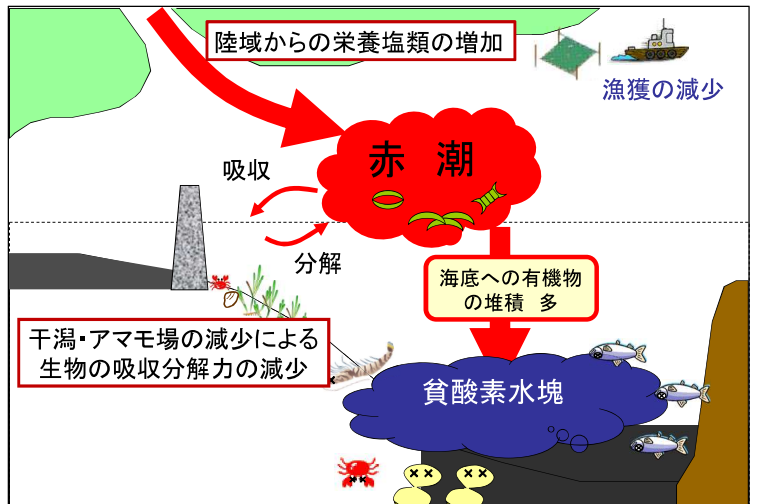 陸域からの栄養塩類の増加
漁獲の減少
赤 潮
吸収
分解
海底への有機物
の堆積 多
干潟・アマモ場の減少による
生物の吸収分解力の減少
貧酸素水塊